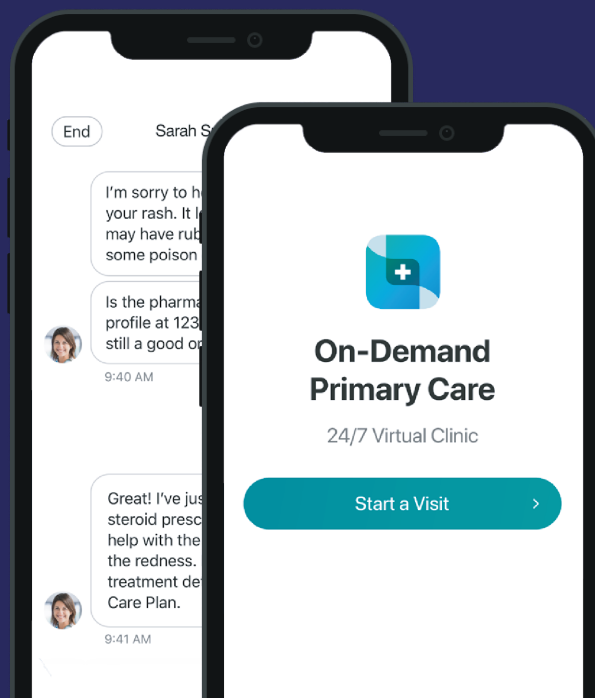 End
Sarah S
I'm sorry to h
your rash. It l
may have rub
some poison
Is the pharma
profile at 123
still a good or
9:40 AM
Great! I've jus
steroid presc
help with the
the redness.
treatment de
Care Plan.
9:41 AM
On-Demand
Primary Care
24/7 Virtual Clinic
Start a Visit